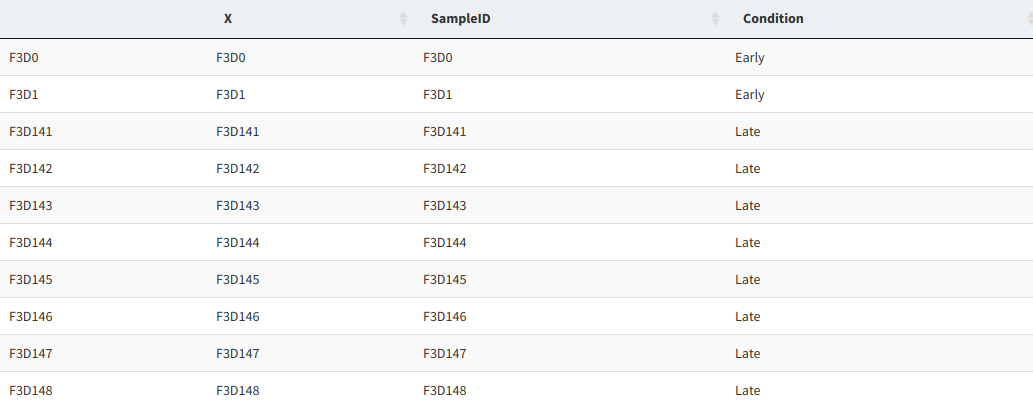 X SampleID Condition
F3D0 F3D0 F3D0 Early
F3D1 F3D1 F3D1 Early
F3D141 F3D141 F3D141 Late
F3D142 F3D142 F3D142 Late
F3D143 F3D143 F3D143 Late
F3D144 F3D144 F3D144 Late
F3D145 F3D145 F3D145 Late
F3D146 F3D146 F3D146 Late
F3D147 F3D147 F3D147 Late
F3D148 F3D148 F3D148 Late